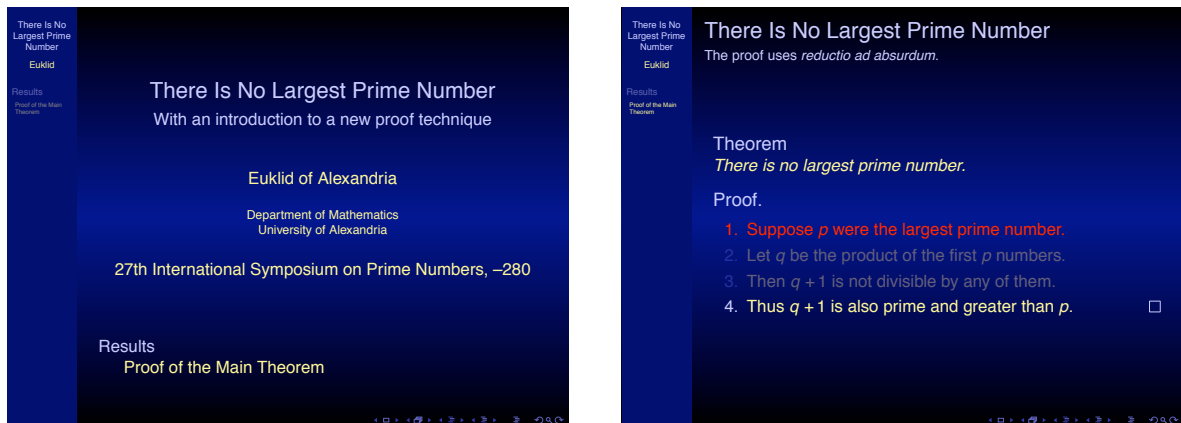 There Is No
Largest Prime
Number
Euklid
Results
Proof of the Main
Theorem
There Is No Largest Prime Number
With an introduction to a new proof technique
Euklid of Alexandria
Department of Mathematics
University of Alexandria
27th International Symposium on Prime Numbers, –280
Results
Proof of the Main Theorem
There Is No
Largest Prime
Number
Euklid
Results
Proof of the Main
Theorem
There Is No Largest Prime Number
The proof uses reductio ad absurdum.
Theorem
There is no largest prime number.
Proof.
1. Suppose p were the largest prime number.
2. Let q be the product of the first p numbers.
3. Then q + 1 is not divisible by any of them.
4. Thus q + 1 is also prime and greater than p. □